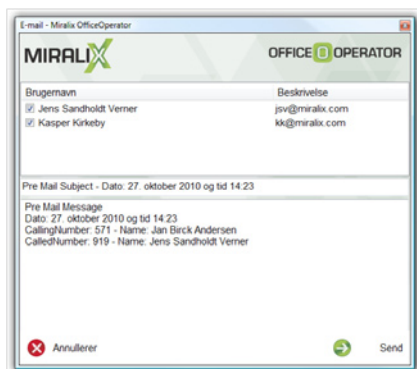 E-mail - Miralix OfficeOperator
MIRALIX OFFICE OPERATOR
Brugernavn Beskrivelse
Jens Sandholdt Verner jsv@miralix.com
Kasper Kirkeby kk@miralix.com
Pre Mail Subject - Dato: 27. oktober 2010 og tid 14:23
Pre Mail Message
Dato: 27. oktober 2010 og tid 14:23
CallingNumber: 571 - Name: Jan Birck Andersen
CalledNumber: 919 - Name: Jens Sandholdt Verner
Annullerer Send